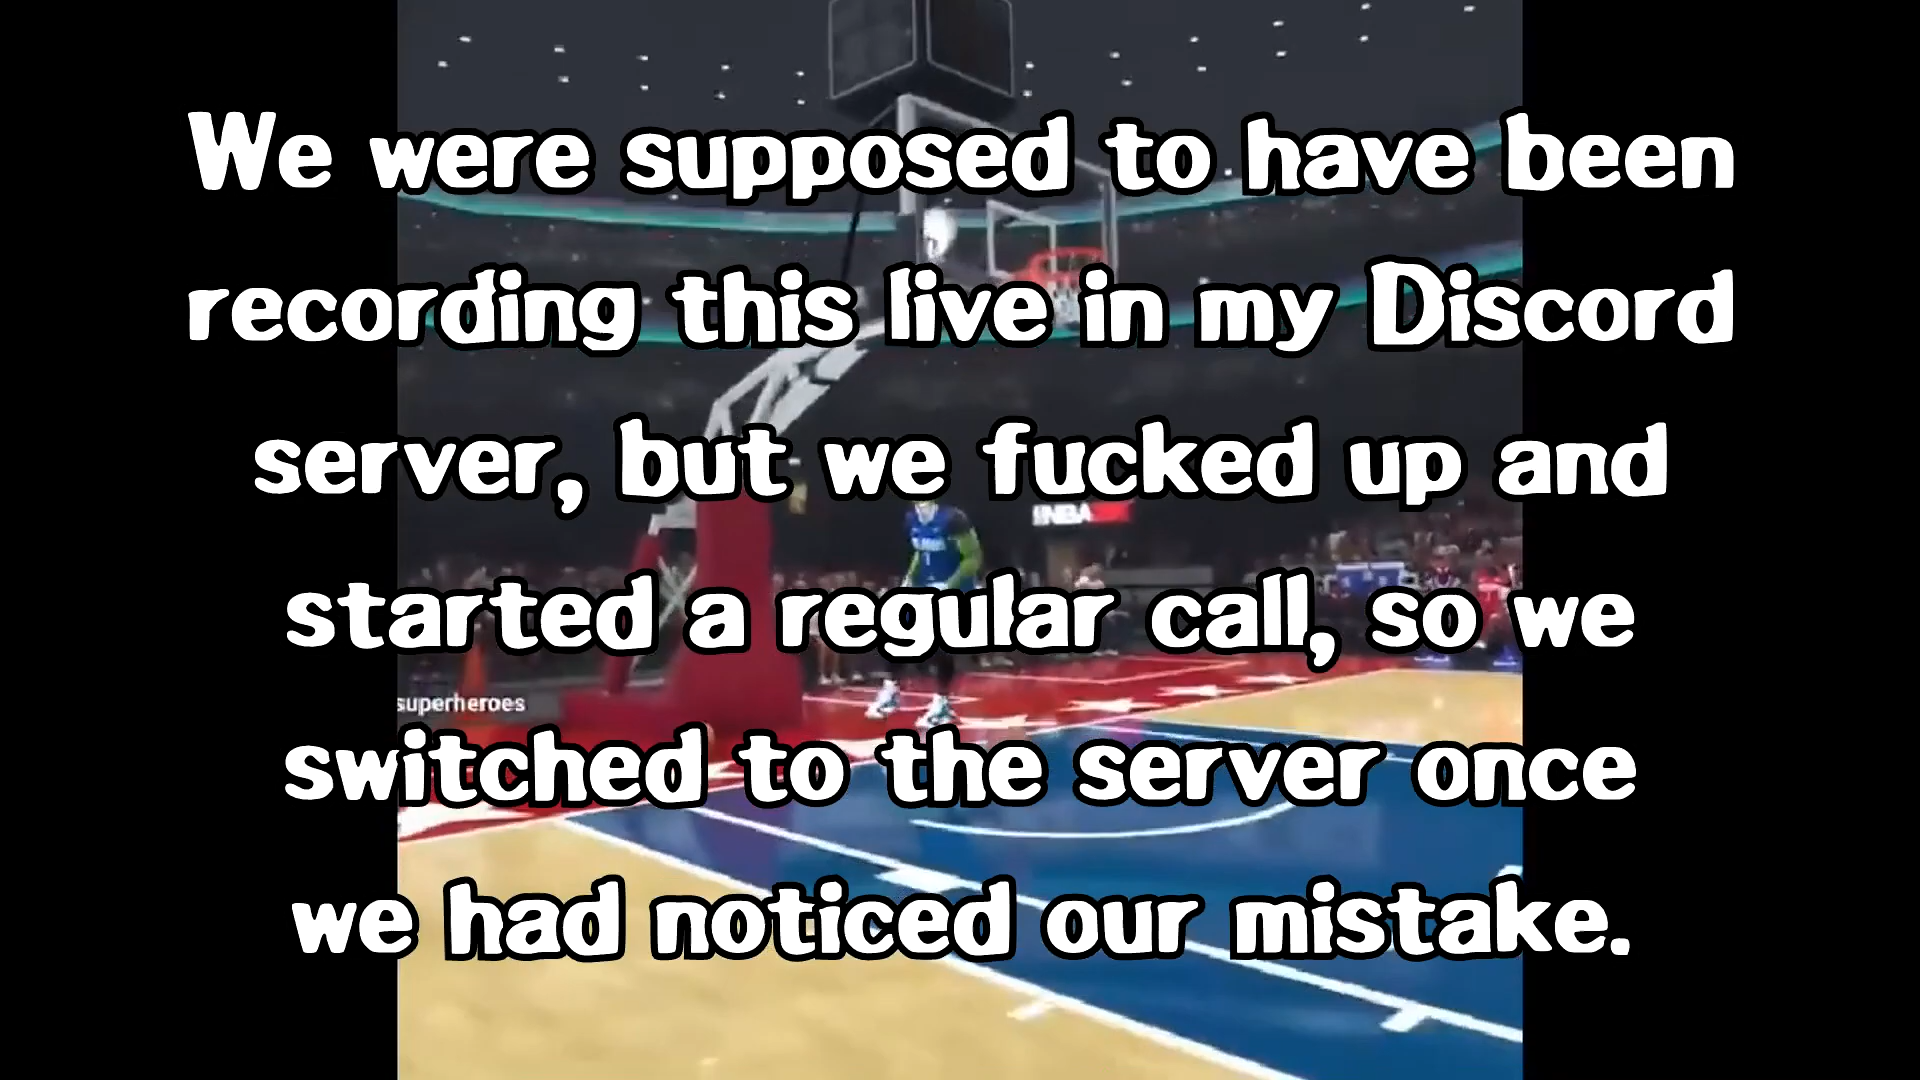 We were supposed to have been
recording this live in my Discord
server, but we fucked up and
NBA
started a regular call, so we
superheroes
switched to the server once
we had noticed our mistake.